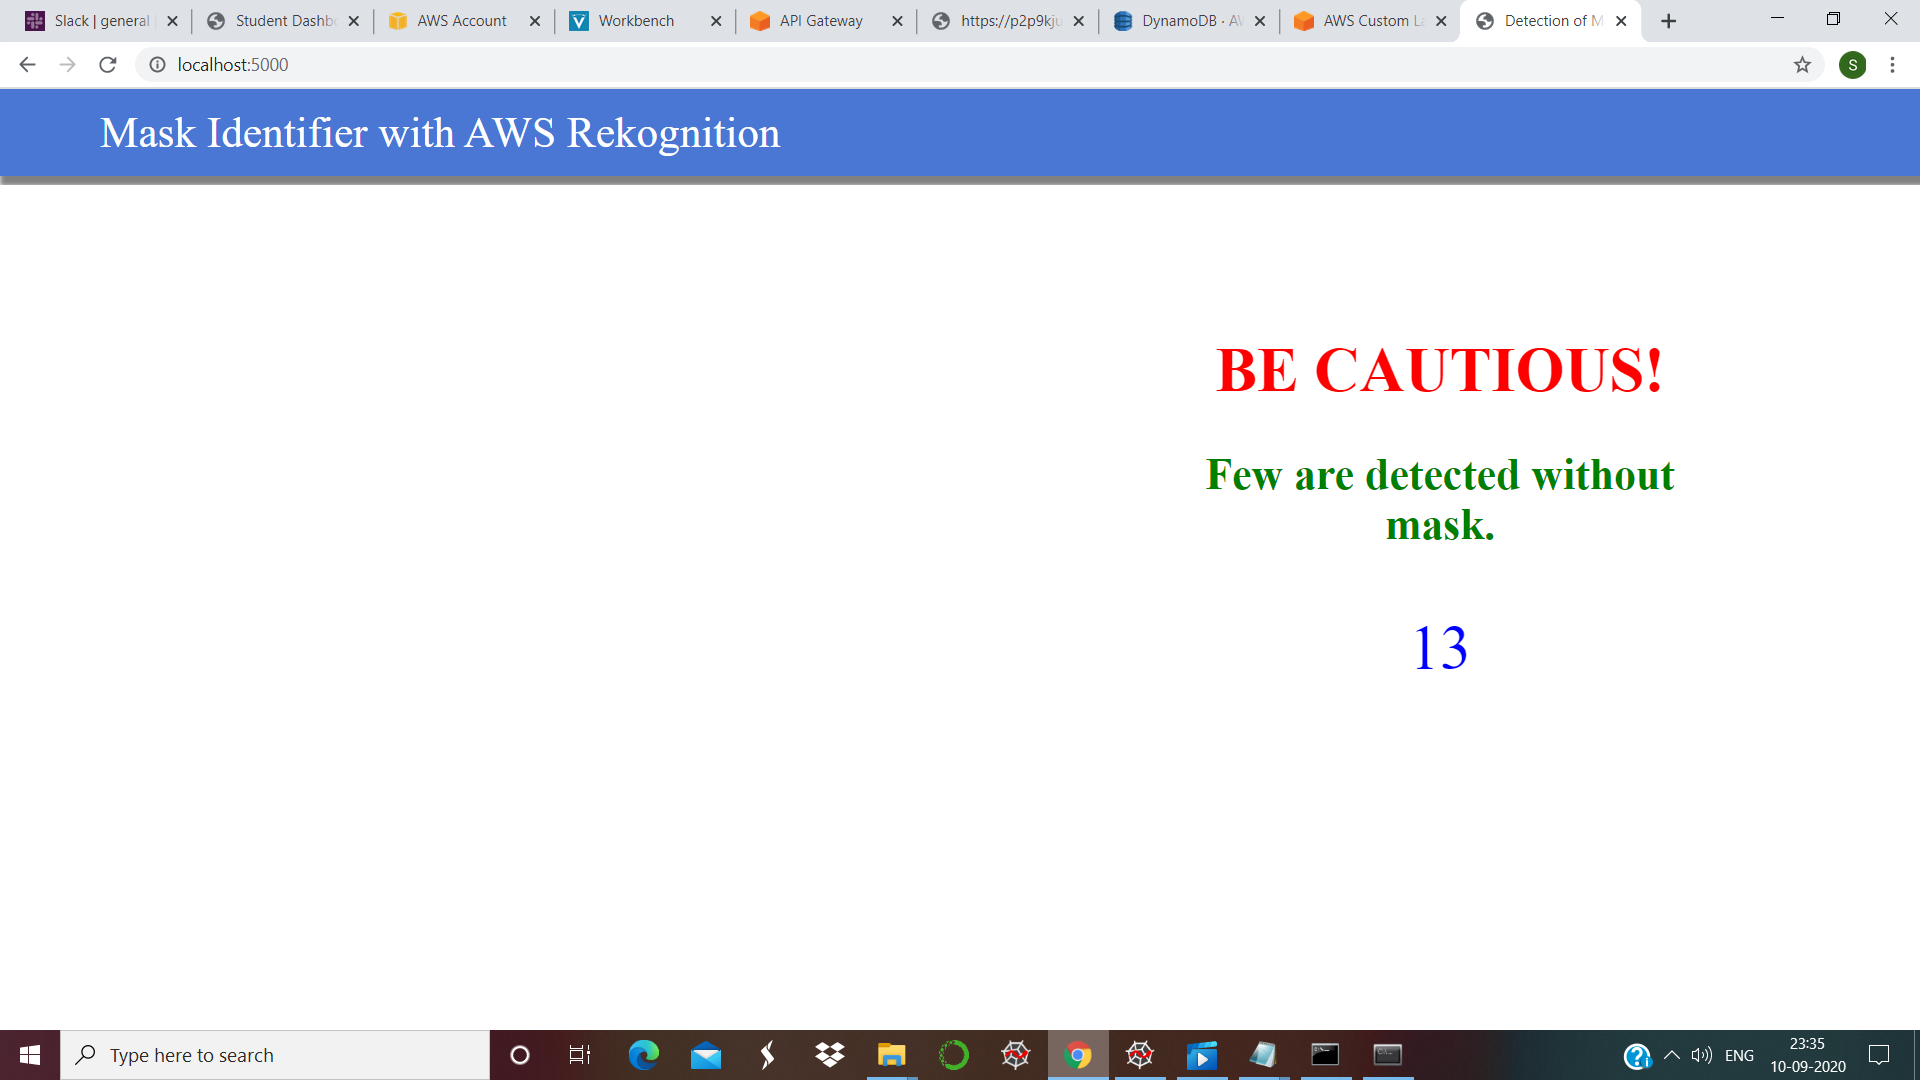 Slack | general
Student Dashb
AWS Account
Workbench
API Gateway
https://p2p9kju
DynamoDB · AW
AWS Custom La
Detection of M
localhost:5000
S
Mask Identifier with AWS Rekognition
BE CAUTIOUS!
Few are detected without
mask.
13
Type here to search
ENG
23:35
10-09-2020